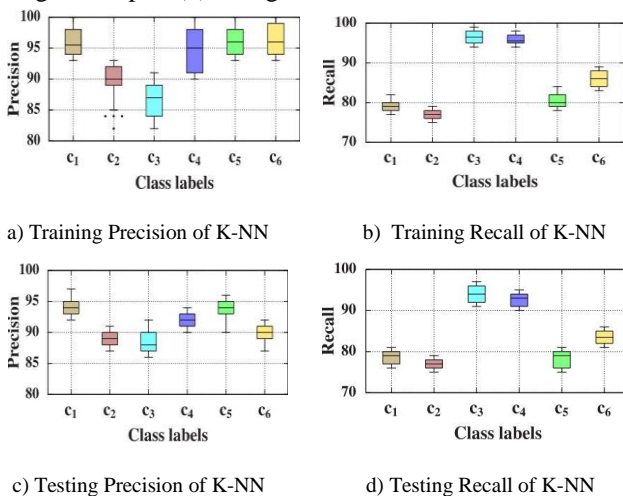 Precision
100
95
90
85
80
c1 c2 c3 c4 c5 c6
Class labels
a) Training Precision of K-NN
Recall
100
90
80
70
c1 c2 c3 c4 c5 c6
Class labels
b) Training Recall of K-NN
Precision
100
95
90
85
80
c1 c2 c3 c4 c5 c6
Class labels
c) Testing Precision of K-NN
Recall
100
90
80
70
c1 c2 c3 c4 c5 c6
Class labels
d) Testing Recall of K-NN